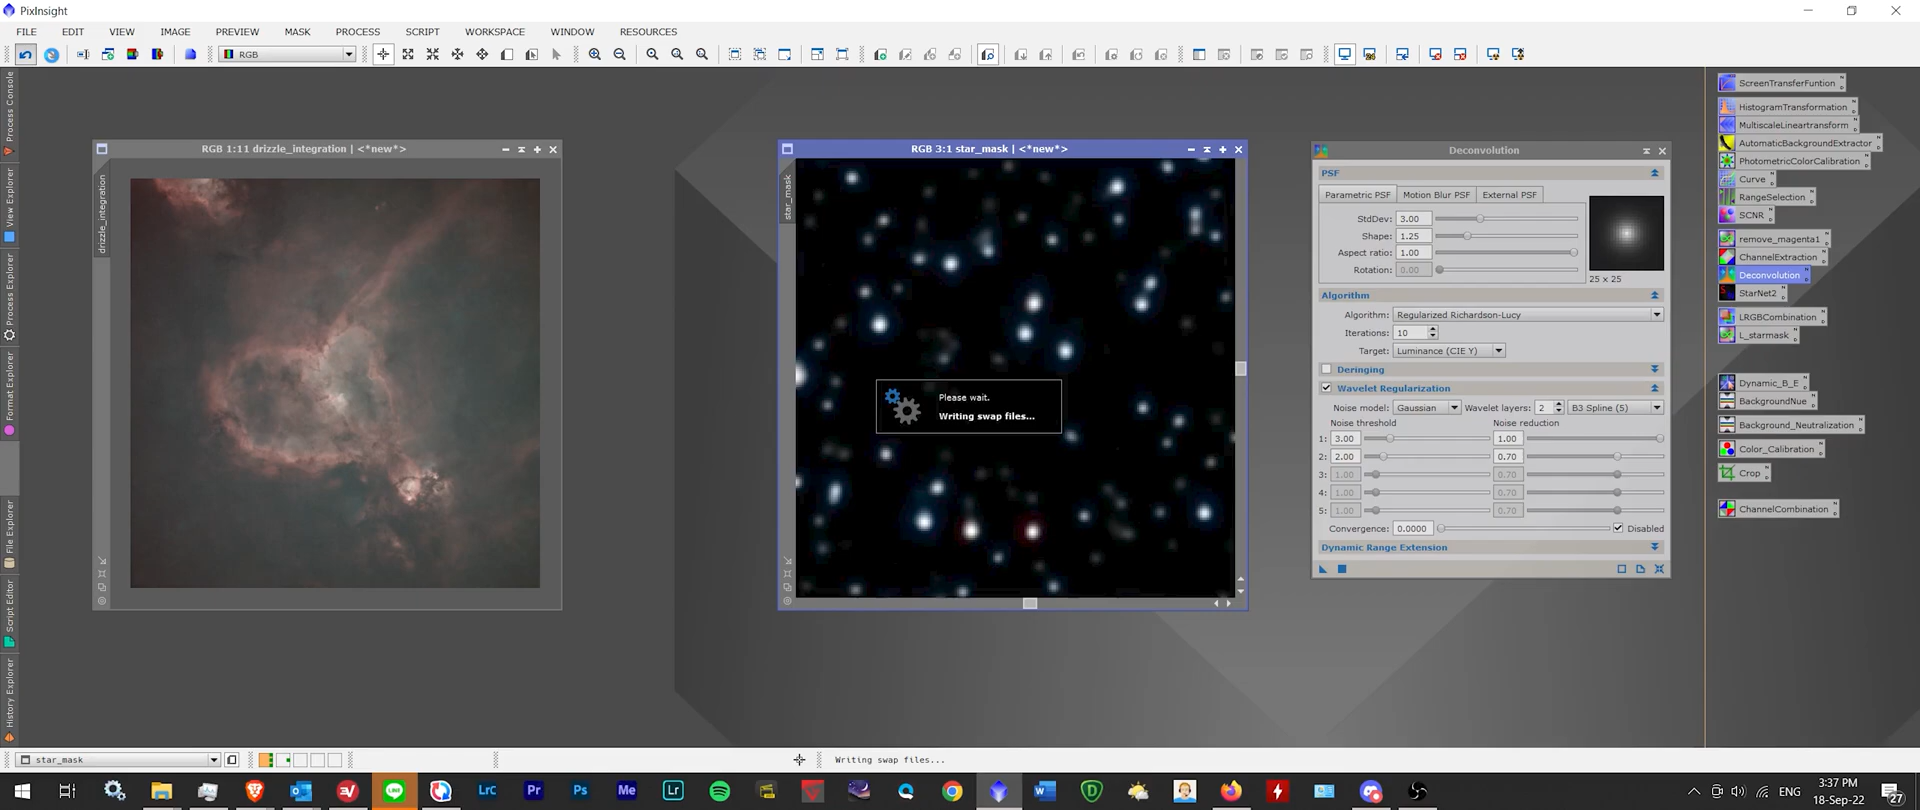 PixInsight
FILE EDIT VIEW IMAGE PREVIEW MASK PROCESS SCRIPT WORKSPACE WINDOW RESOURCES
RGB
Process Console
View Explorer
Process Explorer
Format Explorer
File Explorer
Script Editor
History Explorer
RGB 1:11 drizzle_integration | <*new*>
drizzle_integration
RGB 3:1 star_mask | <*new*>
star_mask
Please wait.
Writing swap files...
Deconvolution
PSF
Parametric PSF Motion Blur PSF External PSF
StdDev: 3.00
Shape: 1.25
Aspect ratio: 1.00
Rotation: 0.00
25 x 25
Algorithm
Algorithm: Regularized Richardson-Lucy
Iterations: 10
Target: Luminance (CIE Y)
Deringing
Wavelet Regularization
Noise model: Gaussian Wavelet layers: 2 B3 Spline (5)
Noise threshold Noise reduction
1: 3.00 1.00
2: 2.00 0.70
3: 1.00 0.70
4: 1.00 0.70
5: 1.00 0.70
Convergence: 0.0000 Disabled
Dynamic Range Extension
ScreenTransferFuntion
HistogramTransformation
MultiscaleLineartransform
AutomaticBackgroundExtractor
PhotometricColorCalibration
Curve
RangeSelection
SCNR
remove_magenta1
ChannelExtraction
Deconvolution
StarNet2
LRGBCombination
L_starmask
Dynamic_B_E
BackgroundNue
Background_Neutralization
Color_Calibration
Crop
ChannelCombination
star_mask
Writing swap files...
LINE
LrC
Pr
Ps
Me
Lr
ENG
3:37 PM
18-Sep-22
27